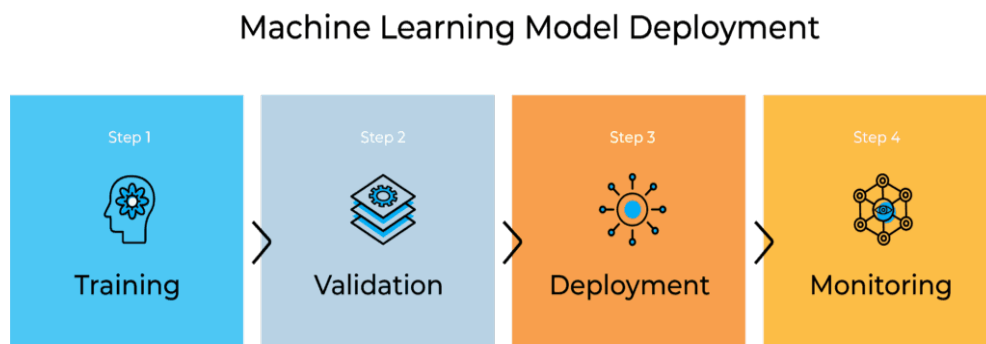 Machine Learning Model Deployment
Step 1
Training
Step 2
Validation
Step 3
Deployment
Step 4
Monitoring